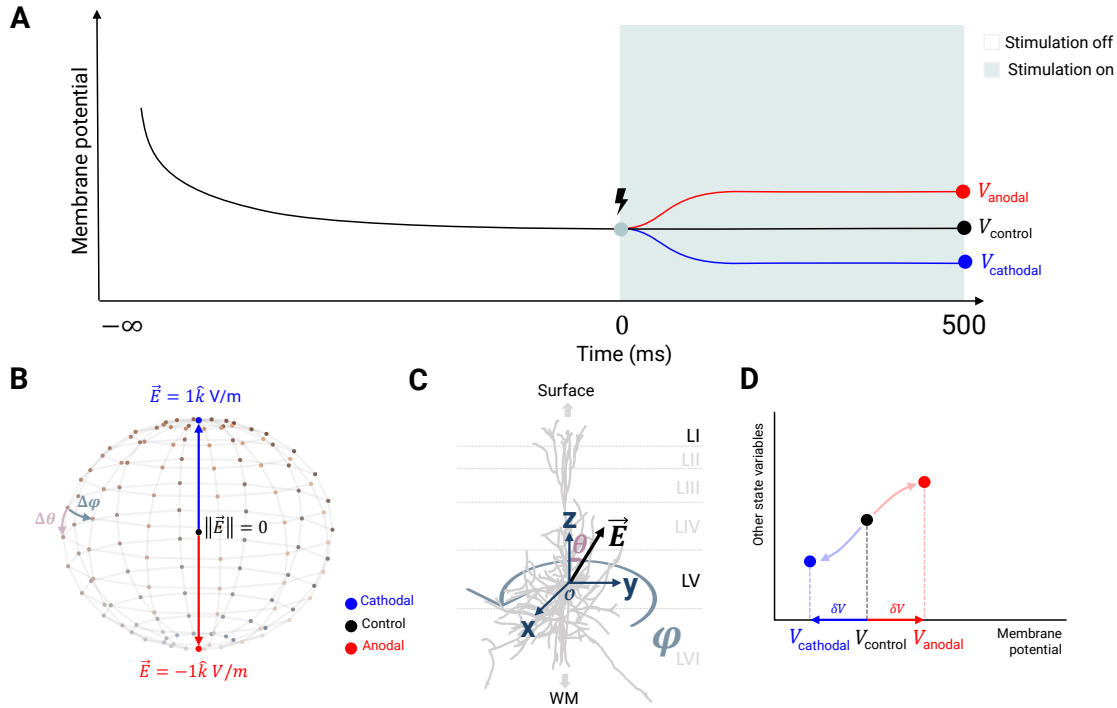 A
Membrane potential
Stimulation off
Stimulation on
V_anodal
V_control
V_cathodal
−∞
0
500
Time (ms)
B
E⃗ = 1k̂ V/m
Δφ
Δθ
‖E⃗‖ = 0
Cathodal
Control
Anodal
E⃗ = −1k̂ V/m
C
Surface
LI
LII
LIII
LIV
LV
LVI
z
θ
E⃗
y
o
x
φ
WM
D
Other state variables
δV
δV
V_cathodal
V_control
V_anodal
Membrane
potential